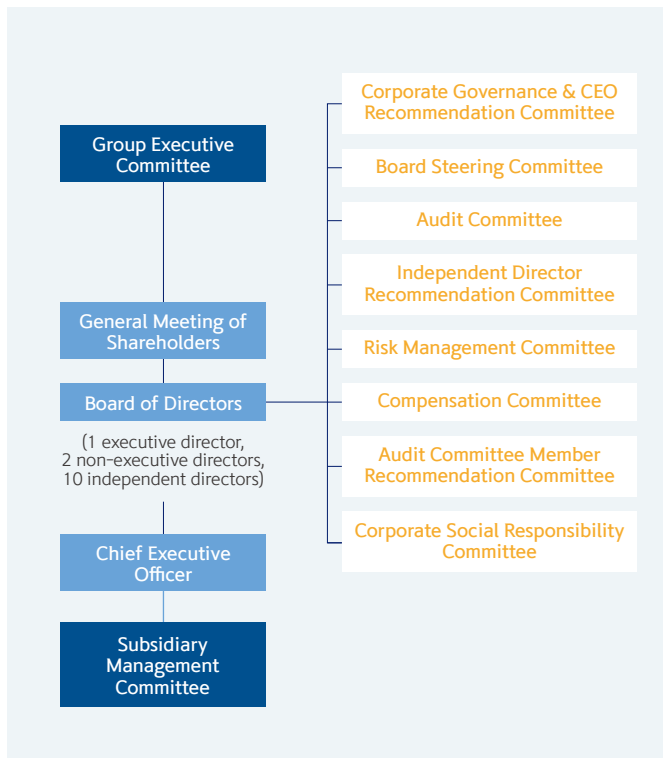 Group Executive
Committee
General Meeting of
Shareholders
Board of Directors
(1 executive director,
2 non-executive directors,
10 independent directors)
Chief Executive
Officer
Subsidiary
Management
Committee
Corporate Governance & CEO
Recommendation Committee
Board Steering Committee
Audit Committee
Independent Director
Recommendation Committee
Risk Management Committee
Compensation Committee
Audit Committee Member
Recommendation Committee
Corporate Social Responsibility
Committee